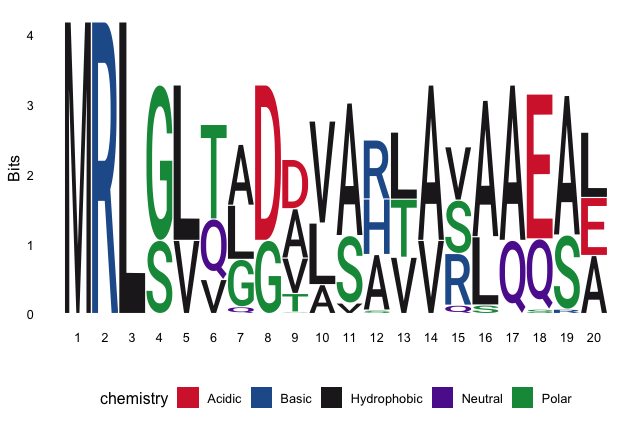 4
3
2
1
0
Bits
M R L G L T A D D V A R L A V A A E A L
S V Q L G A L S H T V S L Q Q S E
V G V A V A V R S S R A
Q T S Q
1 2 3 4 5 6 7 8 9 10 11 12 13 14 15 16 17 18 19 20
chemistry Acidic Basic Hydrophobic Neutral Polar